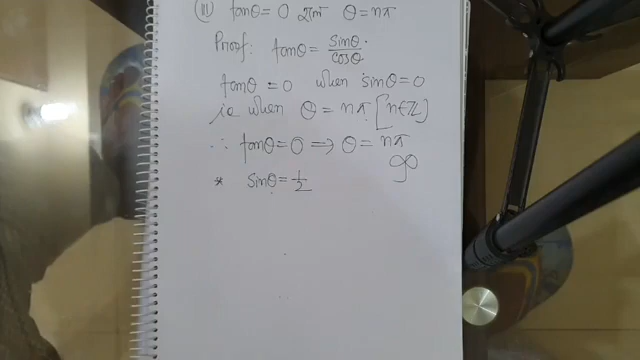 (iii) tanθ = 0 হলে θ = nπ
Proof: tanθ = sinθ/cosθ.
tanθ = 0 when sinθ = 0
ie when θ = nπ [n∈Z]
∴ tanθ = 0 ⟹ θ = nπ
* sinθ = 1/2